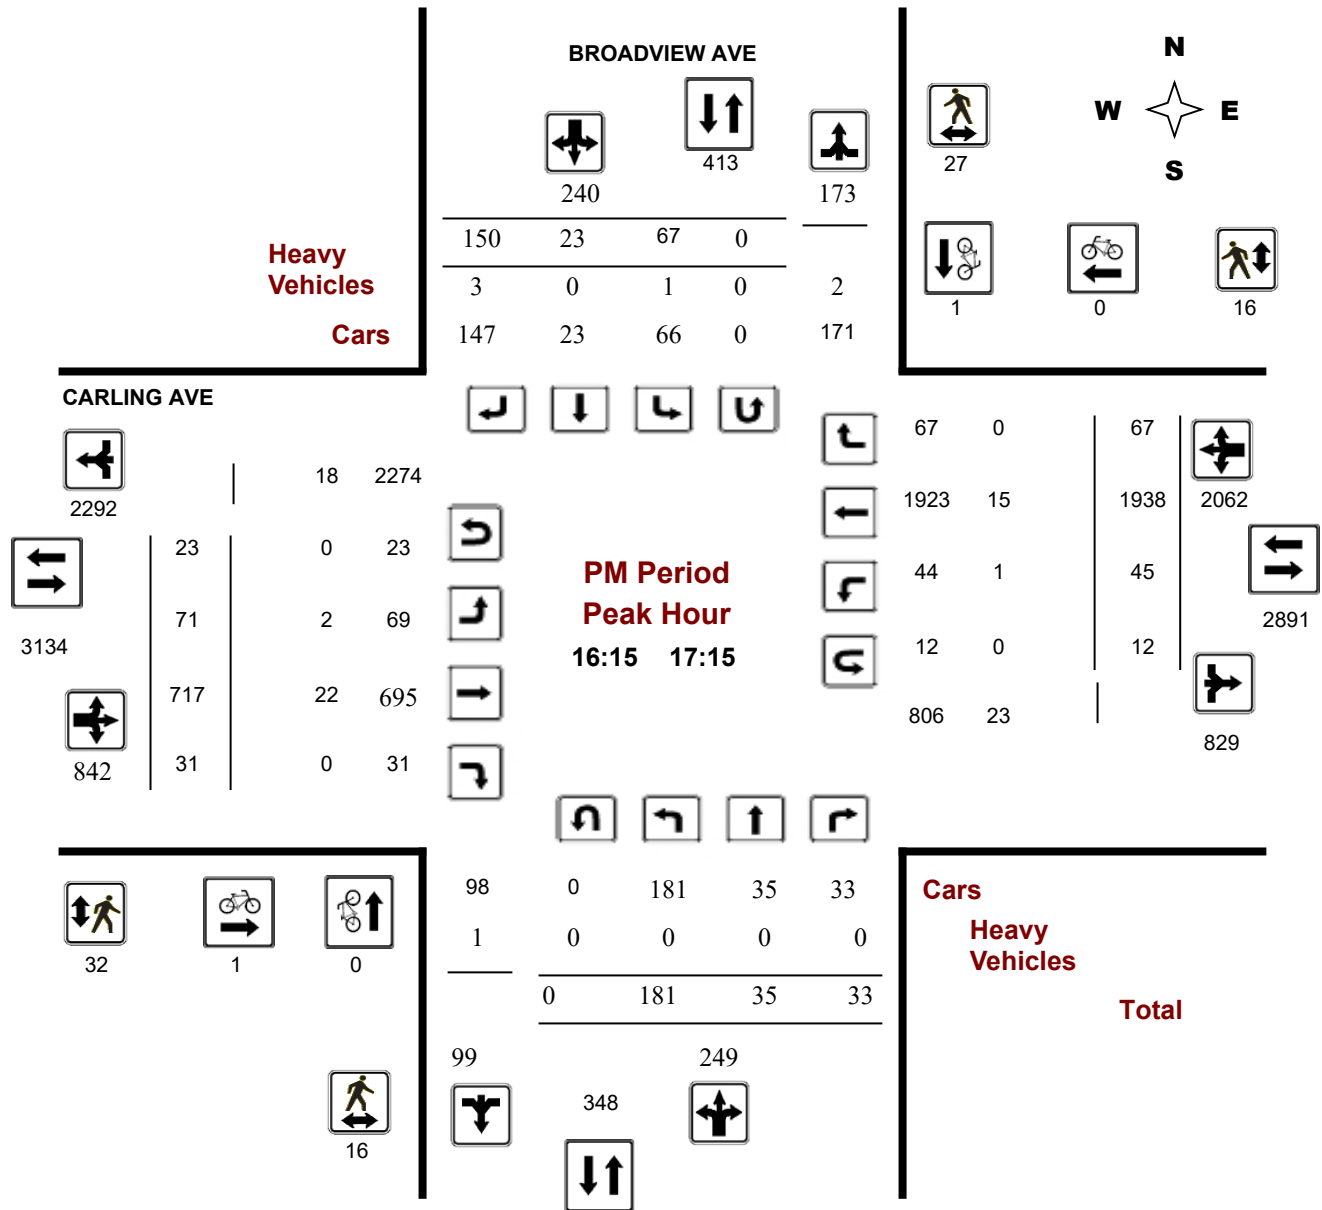 BROADVIEW AVE
N
W E
S
413
27
240 173
150 23 67 0
Heavy
Vehicles
3 0 1 0 2
1 0 16
Cars
147 23 66 0 171
CARLING AVE
67 0 67
18 2274
2292
1923 15 1938 2062
23 0 23
PM Period
44 1 45
Peak Hour
71 2 69
2891
3134
16:15 17:15
12 0 12
717 22 695
806 23
829
842 31 0 31
98 0 181 35 33
Cars
1 0 0 0 0
Heavy
Vehicles
32 1 0
0 181 35 33
Total
99 249
348
16